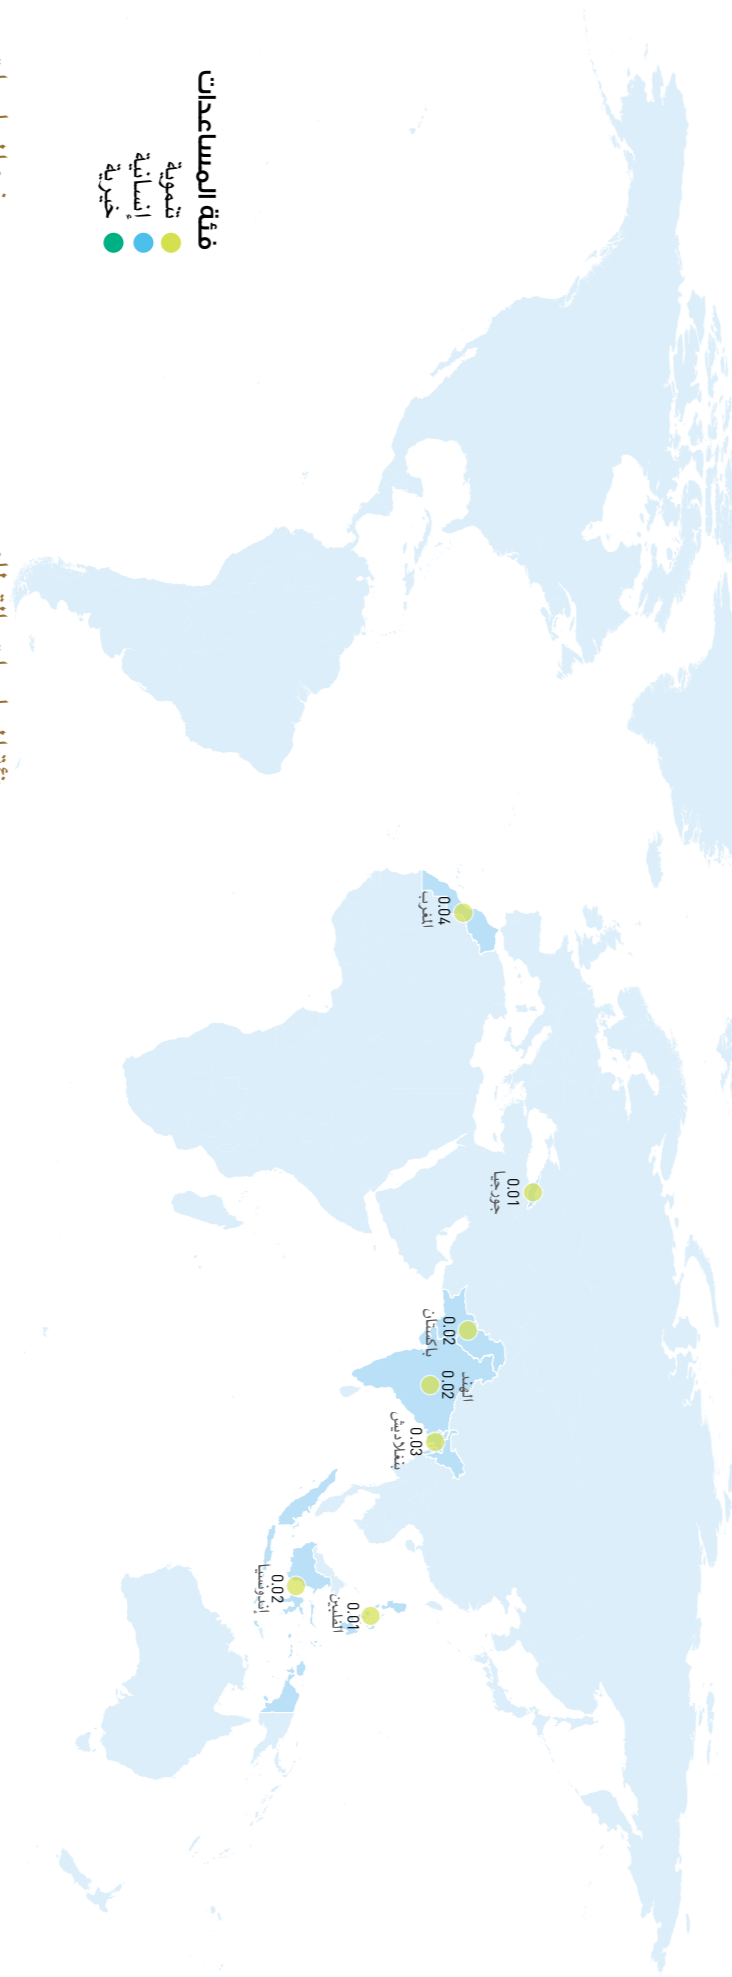 فئة المساعدات
تنموية
إنسانية
خيرية
0.04
المغرب
0.01
جورجيا
0.02
باكستان
الهند
0.02
0.03
بنغلاديش
0.02
إندونسيا
0.01
الفلبين